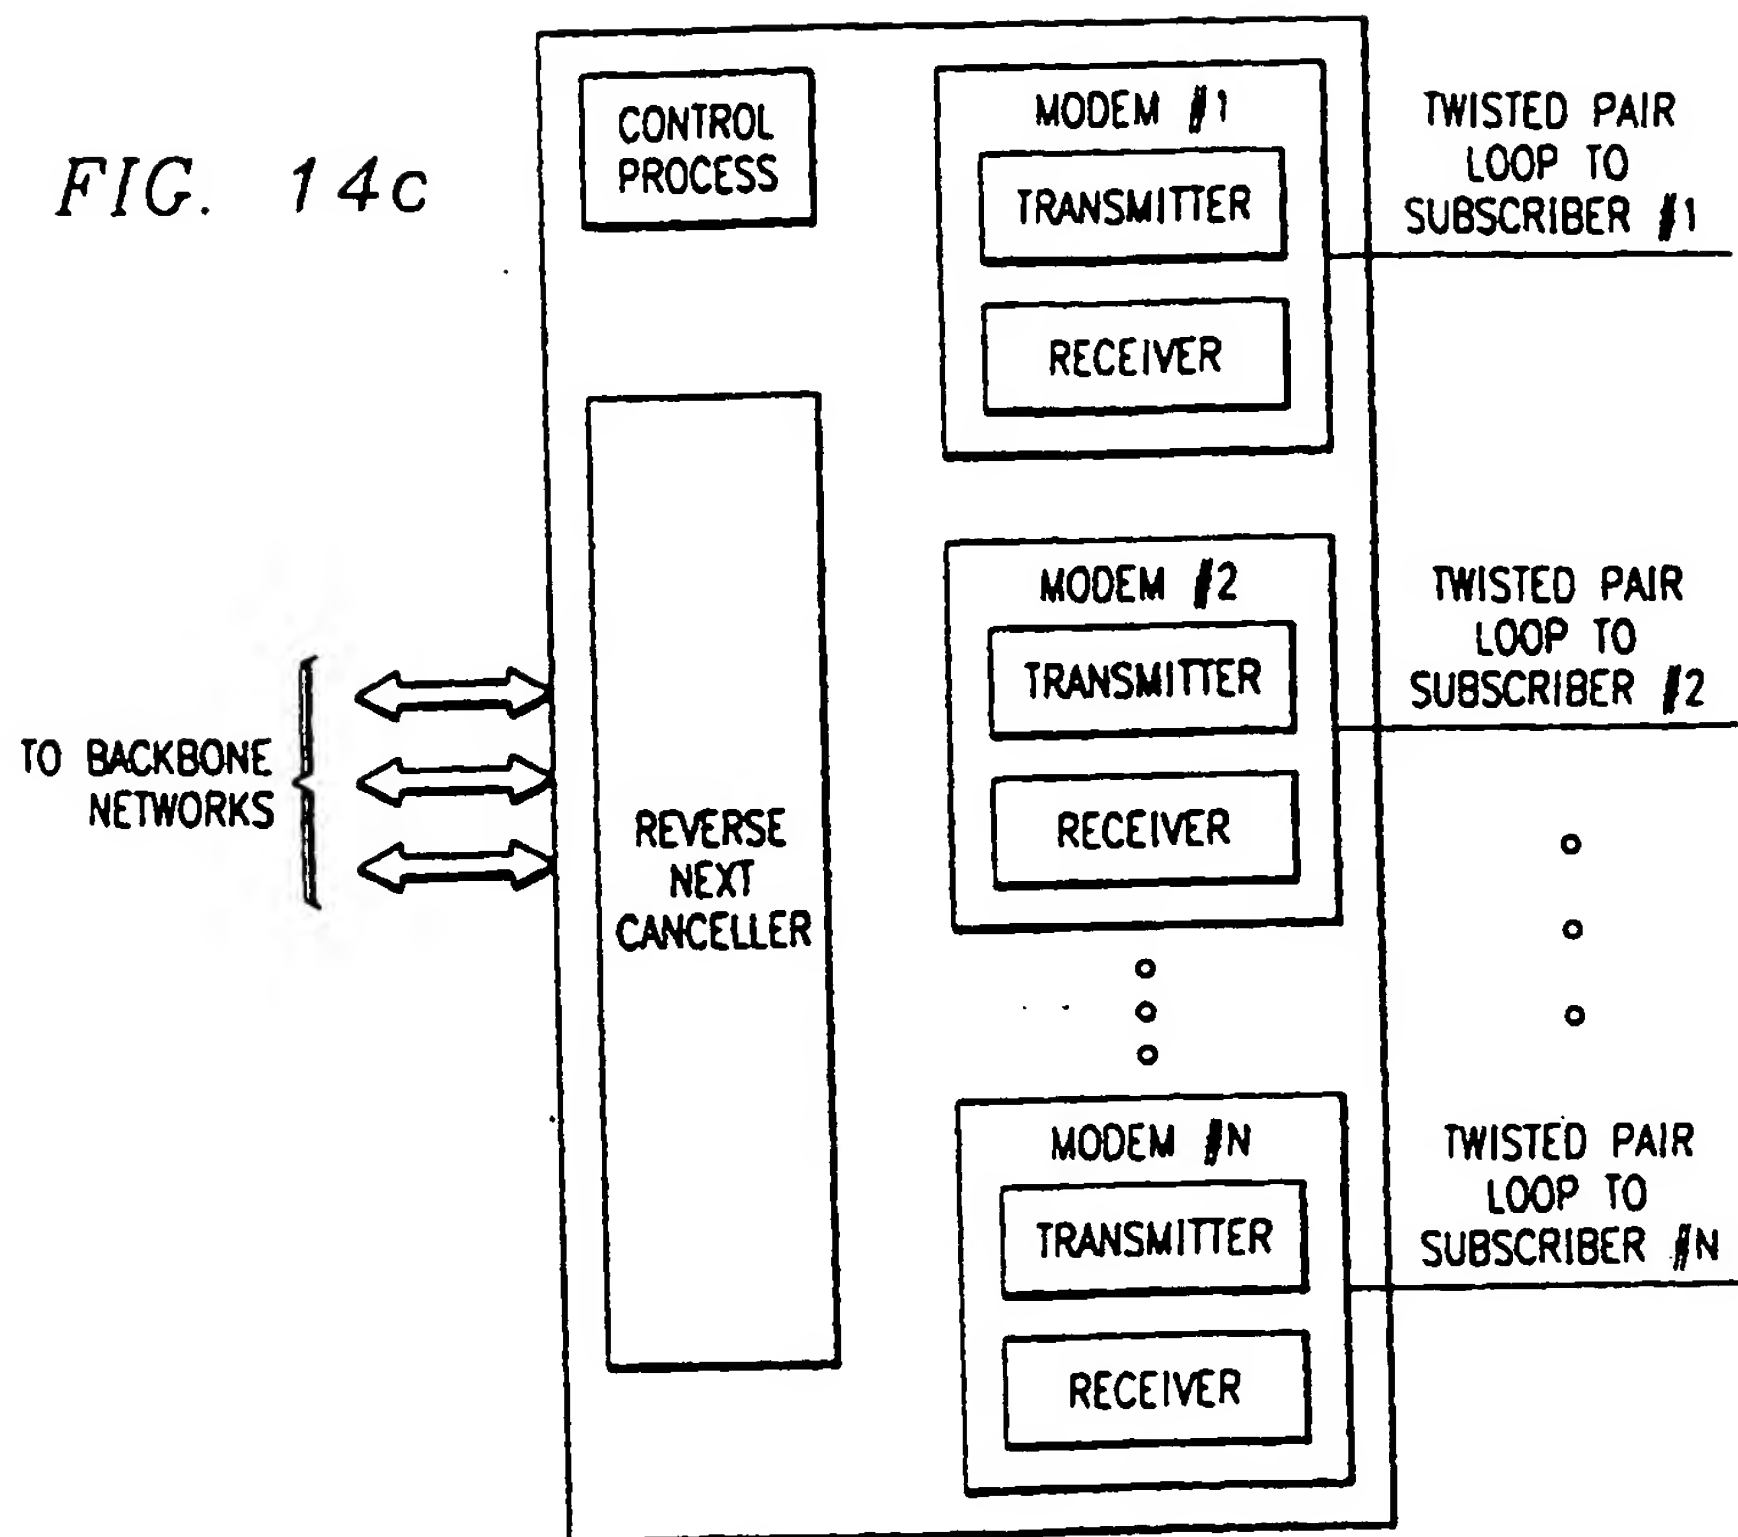 FIG. 14c
CONTROL
PROCESS
MODEM #1
TRANSMITTER
RECEIVER
TWISTED PAIR
LOOP TO
SUBSCRIBER #1
TO BACKBONE
NETWORKS
REVERSE
NEXT
CANCELLER
MODEM #2
TRANSMITTER
RECEIVER
TWISTED PAIR
LOOP TO
SUBSCRIBER #2
MODEM #N
TRANSMITTER
RECEIVER
TWISTED PAIR
LOOP TO
SUBSCRIBER #N